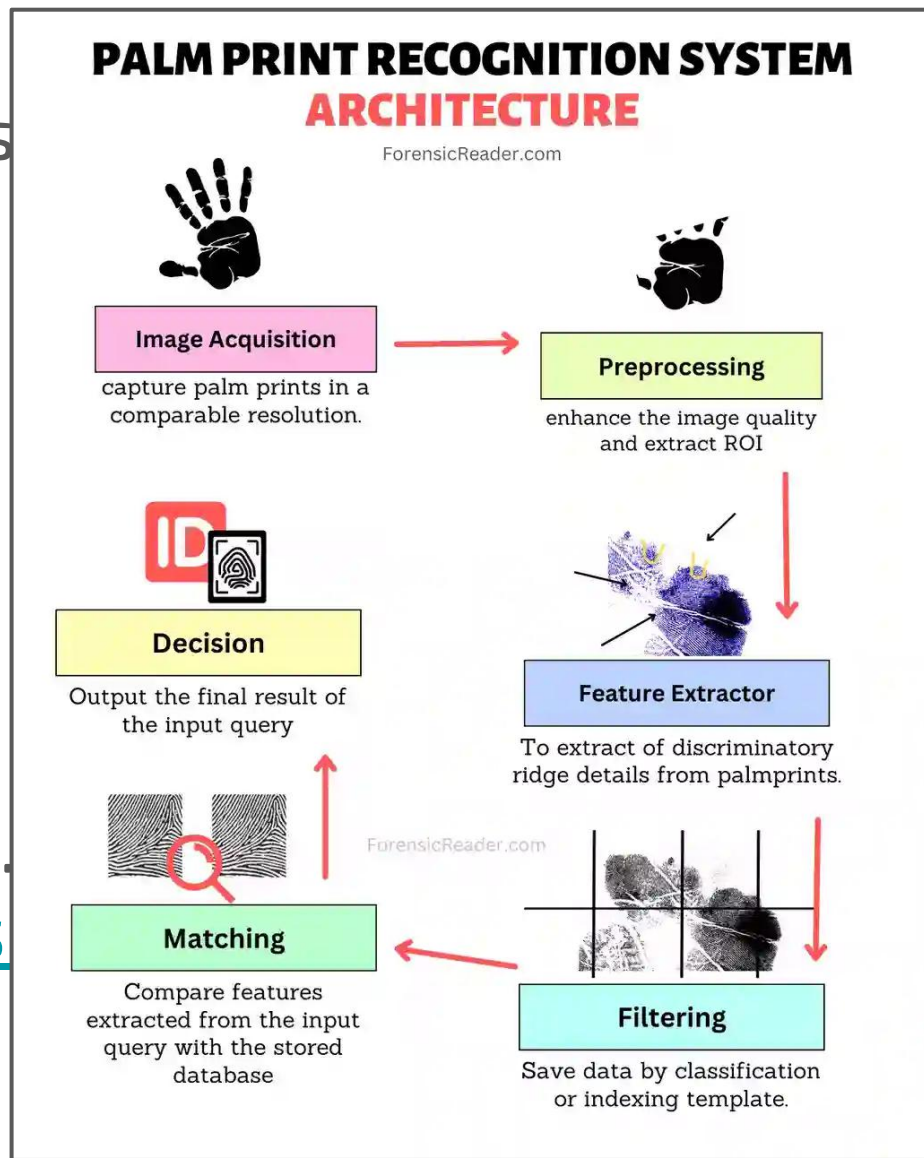 PALM PRINT RECOGNITION SYSTEM
ARCHITECTURE
ForensicReader.com
Image Acquisition
capture palm prints in a
comparable resolution.
Preprocessing
enhance the image quality
and extract ROI
ID
Decision
Output the final result of
the input query
Feature Extractor
To extract of discriminatory
ridge details from palmprints.
ForensicReader.com
Matching
Compare features
extracted from the input
query with the stored
database
Filtering
Save data by classification
or indexing template.